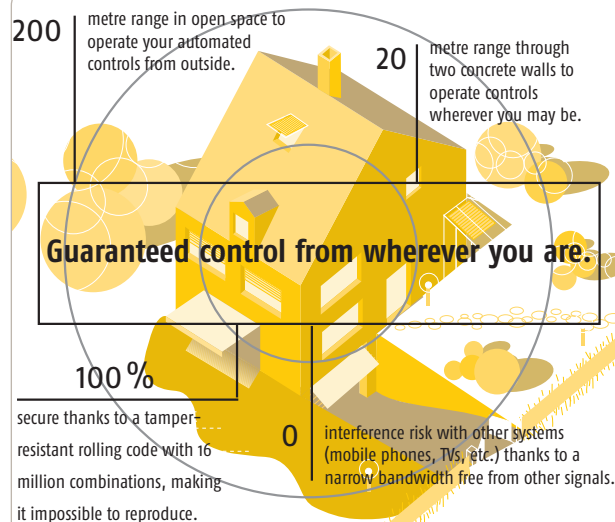 200
metre range in open space to
operate your automated
controls from outside.
20
metre range through
two concrete walls to
operate controls
wherever you may be.
Guaranteed control from wherever you are.
100 %
secure thanks to a tamper-
resistant rolling code with 16
million combinations, making
it impossible to reproduce.
0
interference risk with other systems
(mobile phones, TVs, etc.) thanks to a
narrow bandwidth free from other signals.